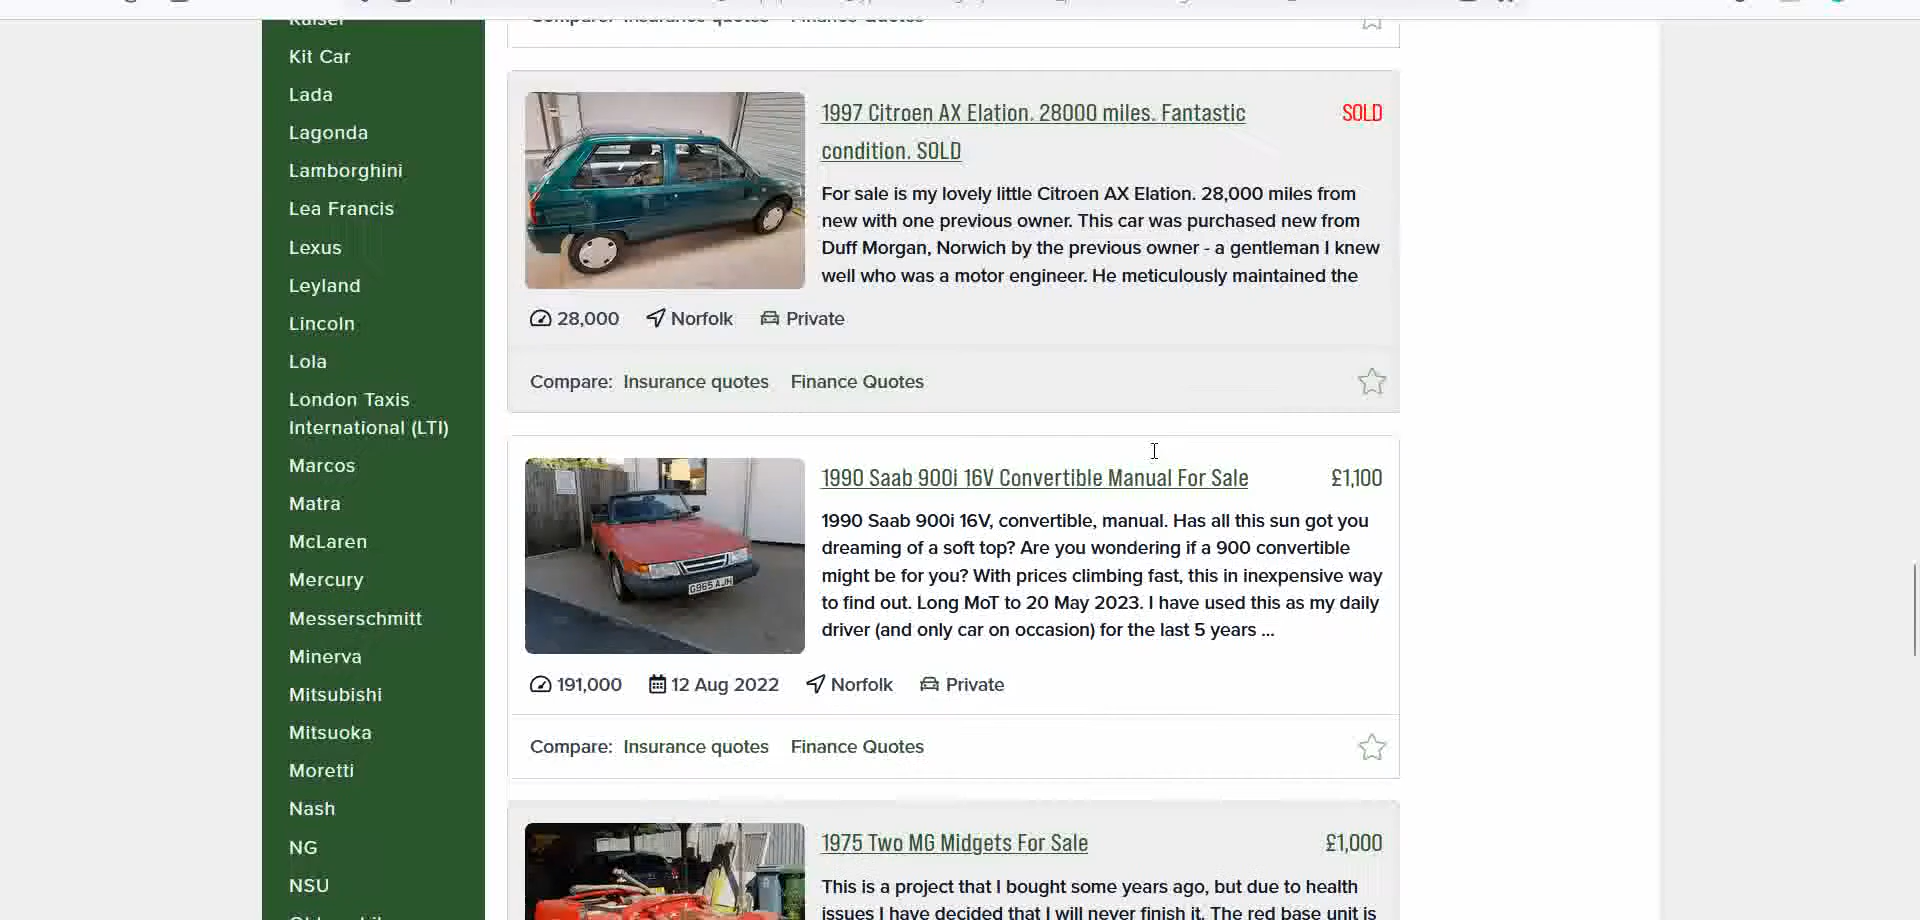 Kaiser
Kit Car
Lada
Lagonda
Lamborghini
Lea Francis
Lexus
Leyland
Lincoln
Lola
London Taxis
International (LTI)
Marcos
Matra
McLaren
Mercury
Messerschmitt
Minerva
Mitsubishi
Mitsuoka
Moretti
Nash
NG
NSU
Compare: Insurance quotes Finance Quotes
1997 Citroen AX Elation. 28000 miles. Fantastic
condition. SOLD
SOLD
For sale is my lovely little Citroen AX Elation. 28,000 miles from
new with one previous owner. This car was purchased new from
Duff Morgan, Norwich by the previous owner - a gentleman I knew
well who was a motor engineer. He meticulously maintained the
28,000 Norfolk Private
Compare: Insurance quotes Finance Quotes
1990 Saab 900i 16V Convertible Manual For Sale
£1,100
G965 AJH
1990 Saab 900i 16V, convertible, manual. Has all this sun got you
dreaming of a soft top? Are you wondering if a 900 convertible
might be for you? With prices climbing fast, this in inexpensive way
to find out. Long MoT to 20 May 2023. I have used this as my daily
driver (and only car on occasion) for the last 5 years ...
191,000 12 Aug 2022 Norfolk Private
Compare: Insurance quotes Finance Quotes
1975 Two MG Midgets For Sale
£1,000
This is a project that I bought some years ago, but due to health
issues I have decided that I will never finish it. The red base unit is